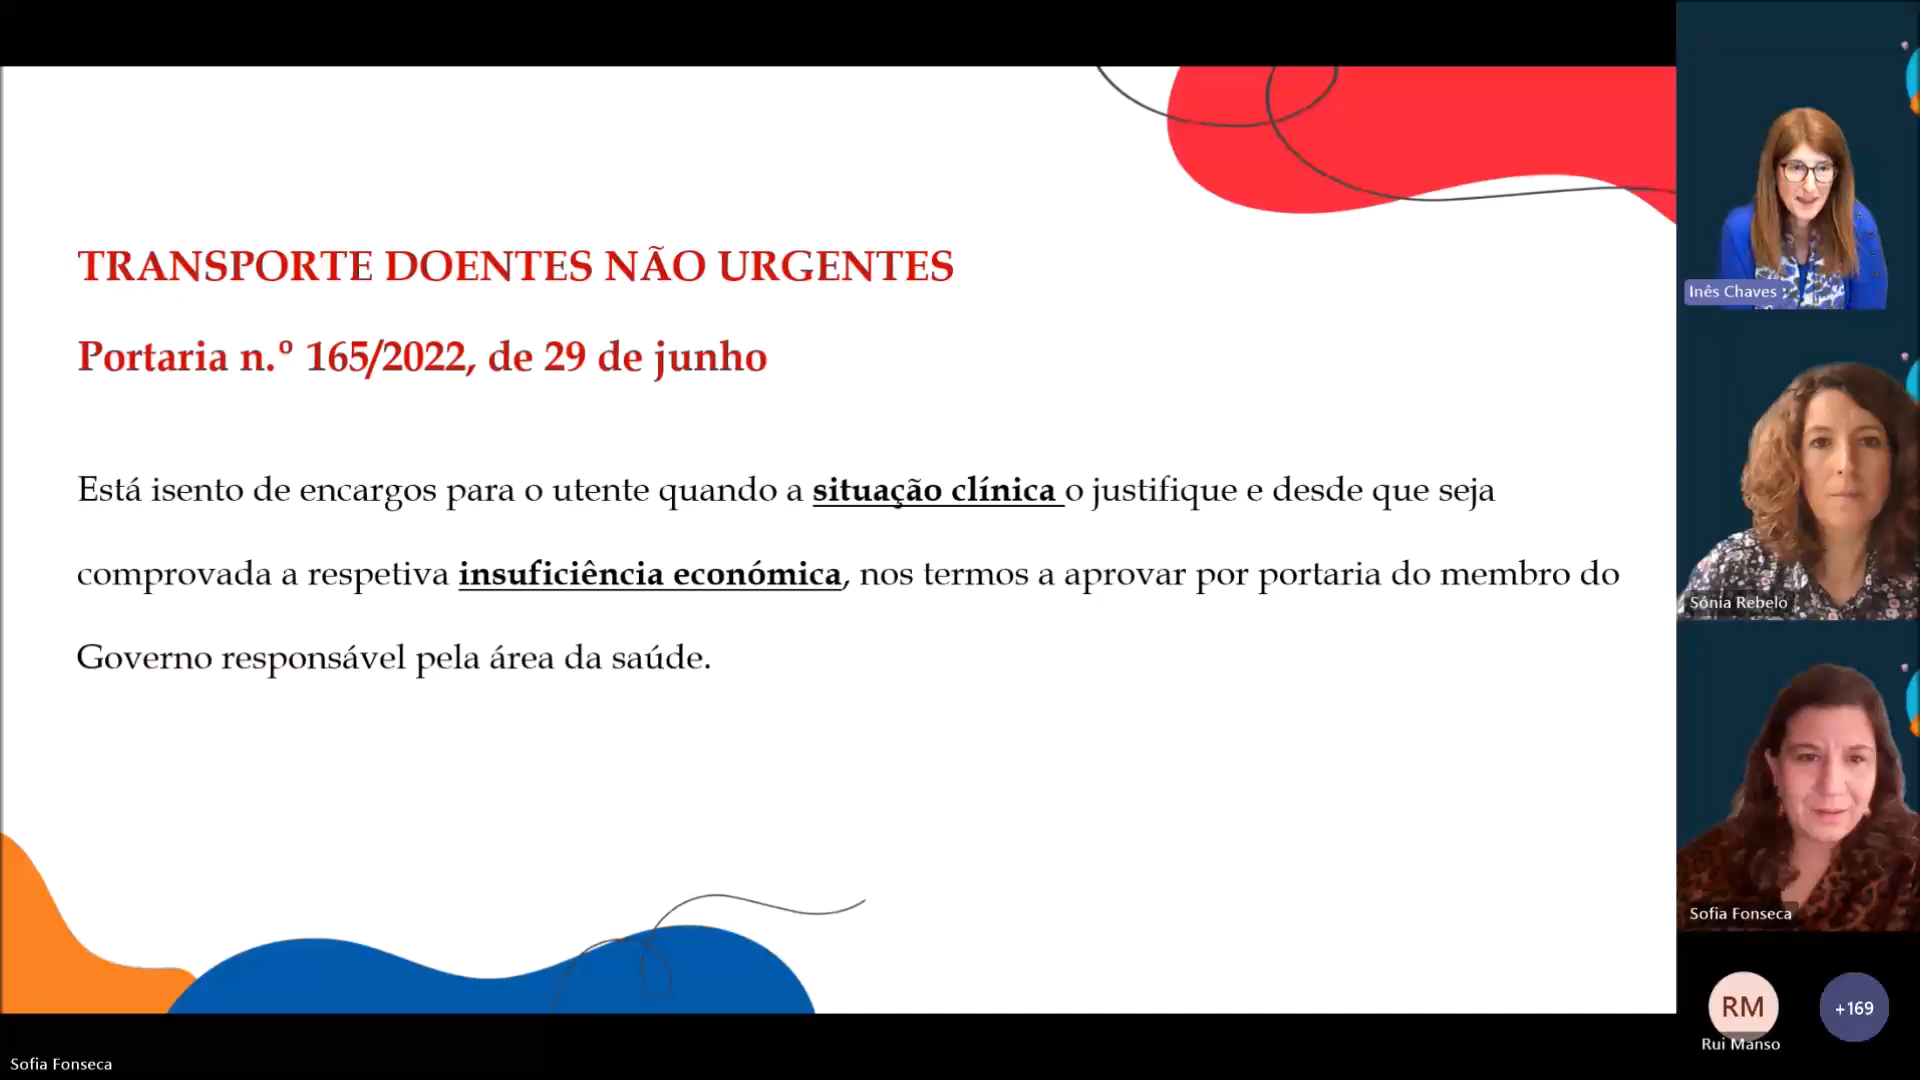 TRANSPORTE DOENTES NÃO URGENTES
Portaria n.º 165/2022, de 29 de junho
Está isento de encargos para o utente quando a situação clínica o justifique e desde que seja
comprovada a respetiva insuficiência económica, nos termos a aprovar por portaria do membro do
Governo responsável pela área da saúde.
Inês Chaves
Sónia Rebelo
Sofia Fonseca
RM
+169
Rui Manso
Sofia Fonseca